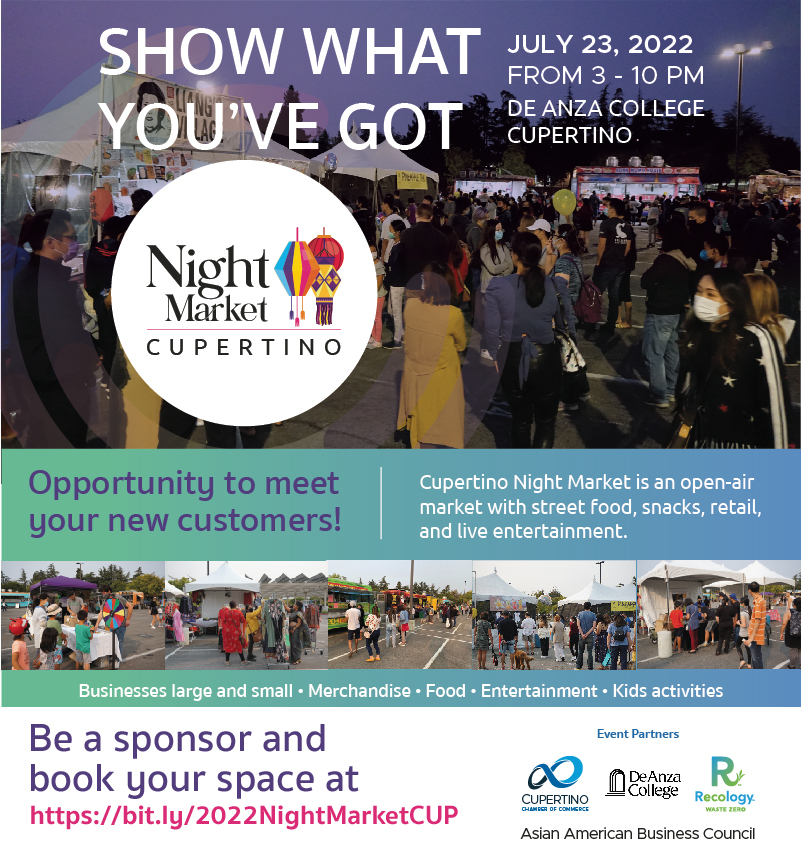 SHOW WHAT
YOU'VE GOT
JULY 23, 2022
FROM 3 - 10 PM
DE ANZA COLLEGE
CUPERTINO
Night
Market
CUPERTINO
Opportunity to meet
your new customers!
Cupertino Night Market is an open-air
market with street food, snacks, retail,
and live entertainment.
Businesses large and small • Merchandise • Food • Entertainment • Kids activities
Be a sponsor and
book your space at
https://bit.ly/2022NightMarketCUP
Event Partners
CUPERTINO
CHAMBER OF COMMERCE
De Anza
College
R
Recology
WASTE ZERO
Asian American Business Council